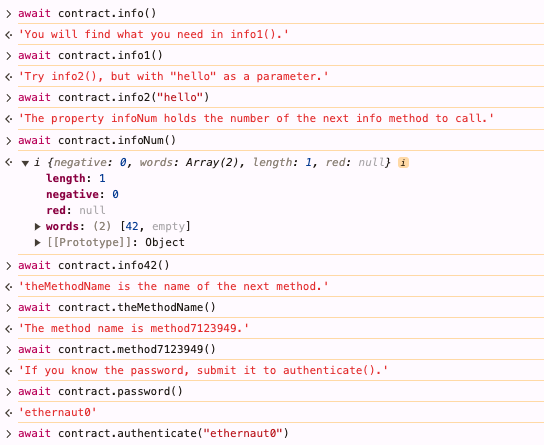 > await contract.info()
<· 'You will find what you need in info1().'
> await contract.info1()
<· 'Try info2(), but with "hello" as a parameter.'
> await contract.info2("hello")
<· 'The property infoNum holds the number of the next info method to call.'
> await contract.infoNum()
<· ▼ i {negative: 0, words: Array(2), length: 1, red: null} i
length: 1
negative: 0
red: null
▶ words: (2) [42, empty]
▶ [[Prototype]]: Object
> await contract.info42()
<· 'theMethodName is the name of the next method.'
> await contract.theMethodName()
<· 'The method name is method7123949.'
> await contract.method7123949()
<· 'If you know the password, submit it to authenticate().'
> await contract.password()
<· 'ethernaut0'
> await contract.authenticate("ethernaut0")